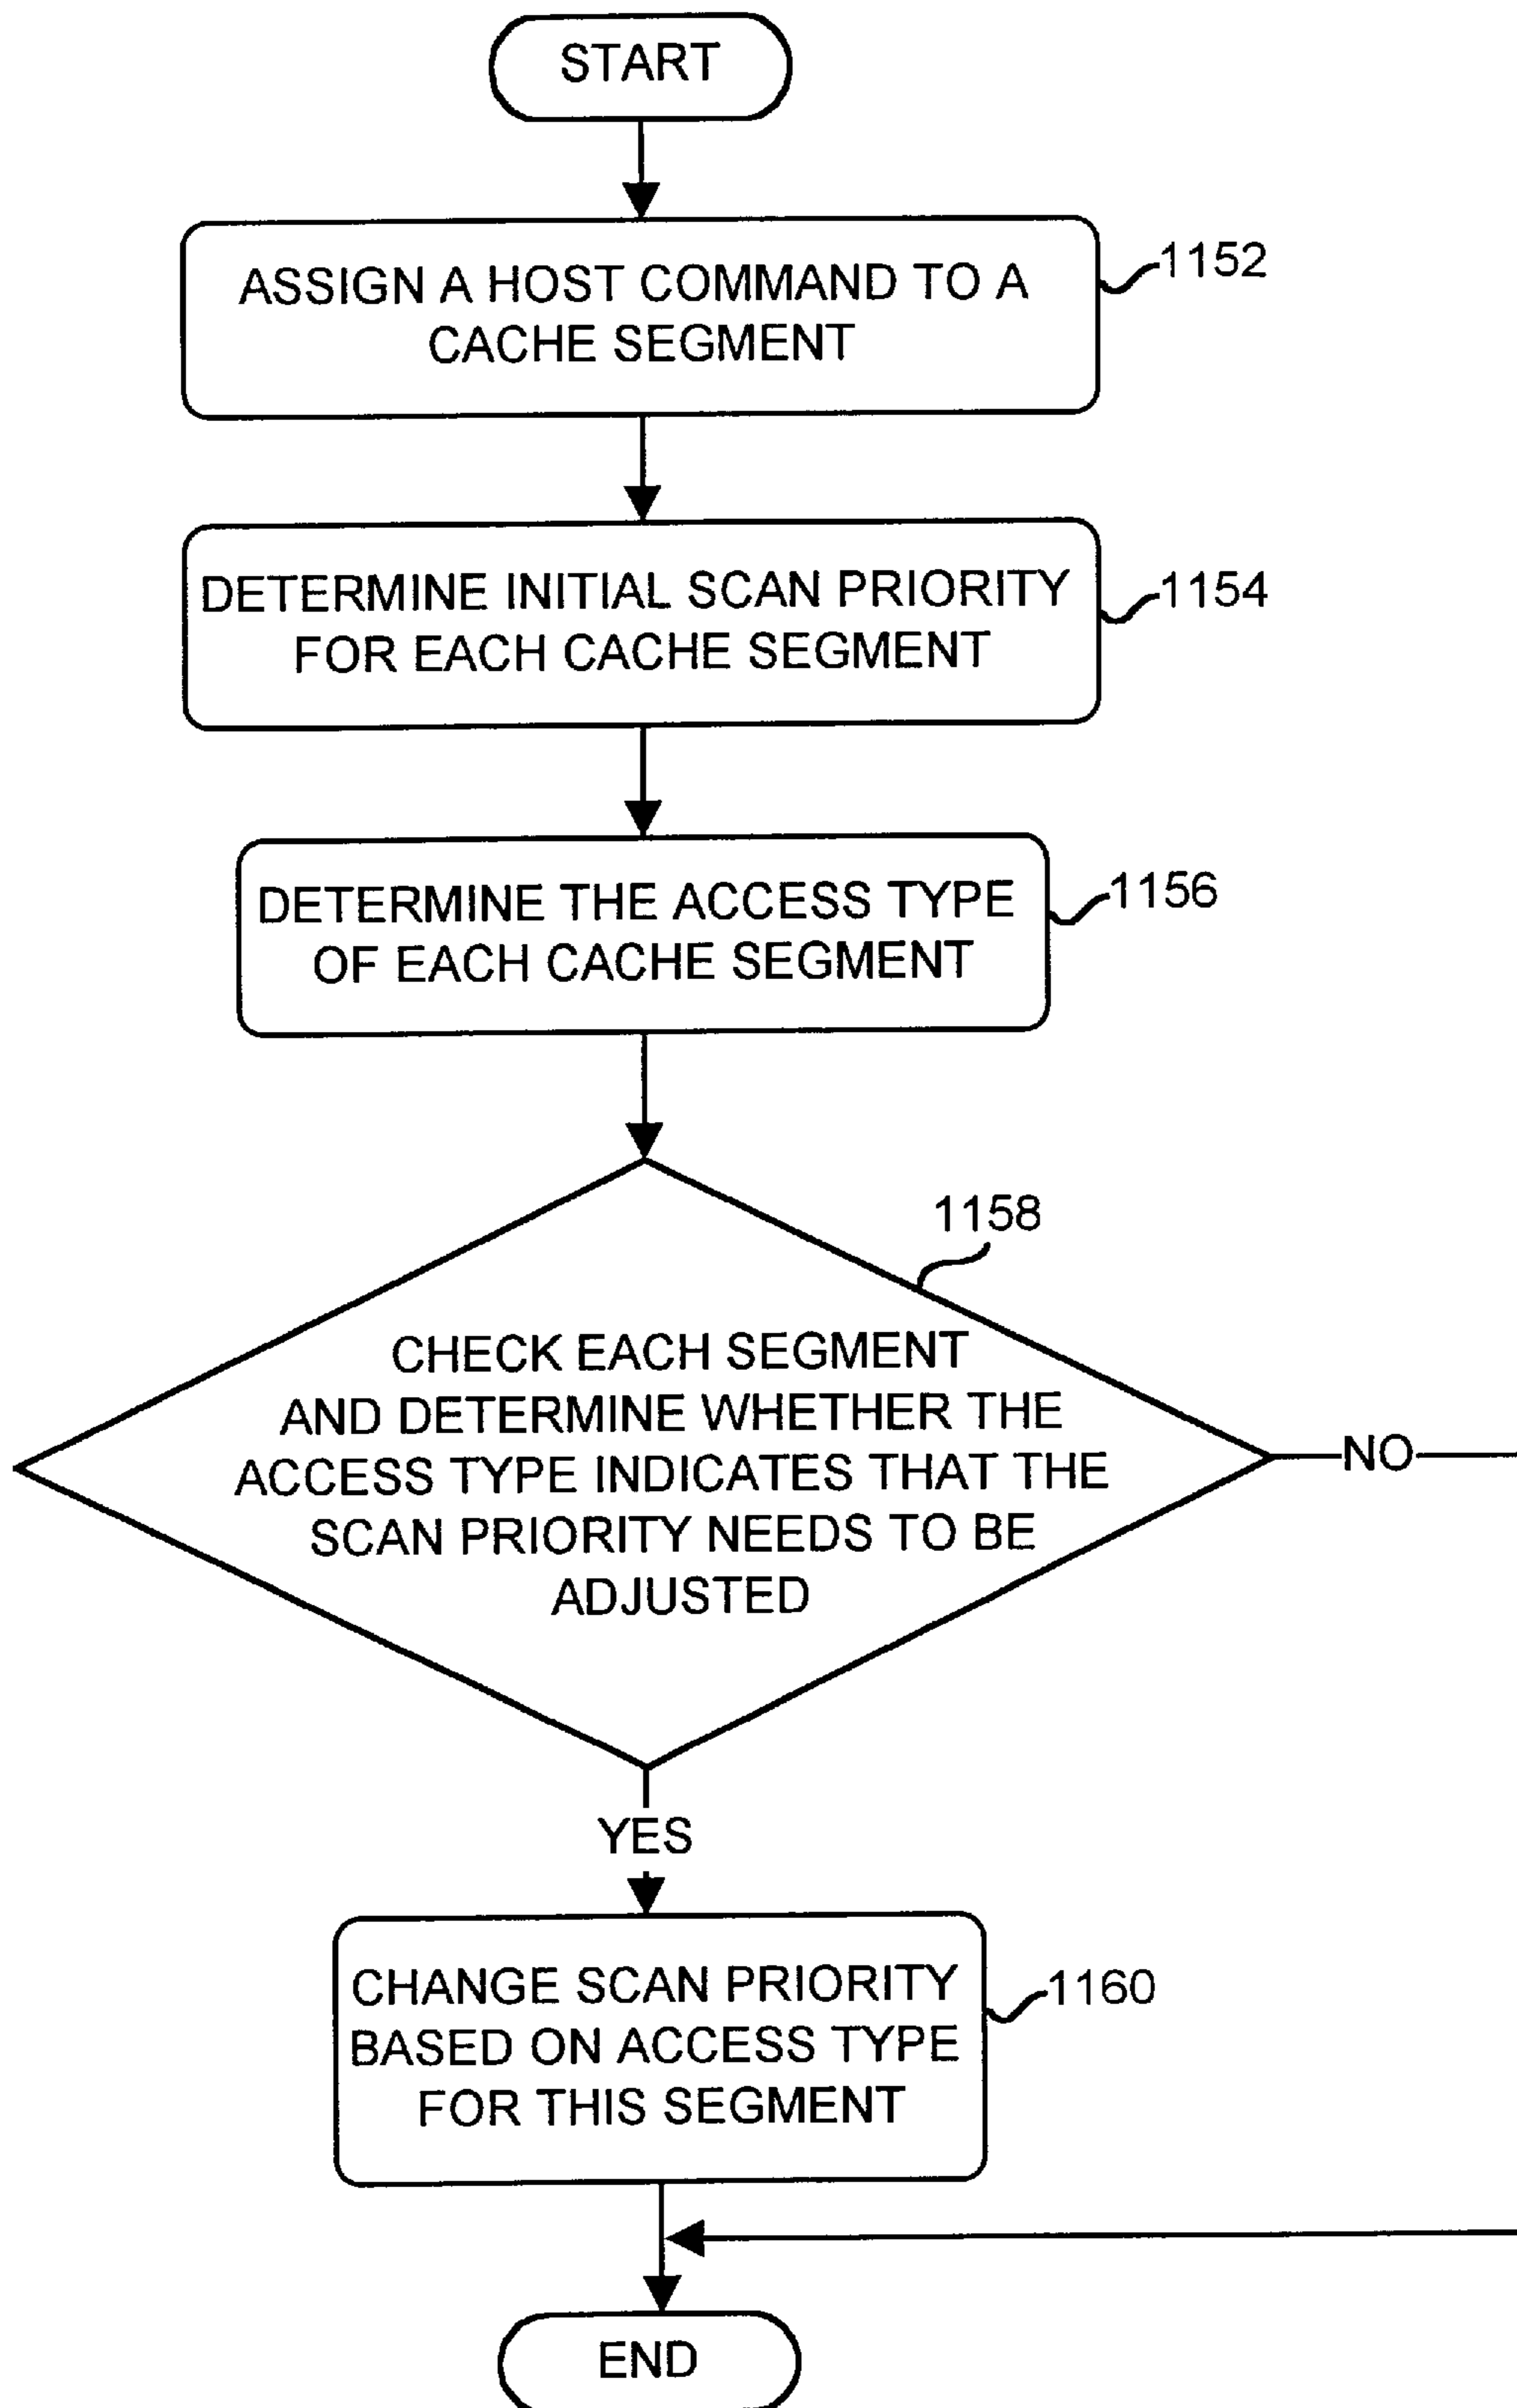 START
ASSIGN A HOST COMMAND TO A
CACHE SEGMENT
1152
DETERMINE INITIAL SCAN PRIORITY
FOR EACH CACHE SEGMENT
1154
DETERMINE THE ACCESS TYPE
OF EACH CACHE SEGMENT
1156
1158
CHECK EACH SEGMENT
AND DETERMINE WHETHER THE
ACCESS TYPE INDICATES THAT THE
SCAN PRIORITY NEEDS TO BE
ADJUSTED
NO
YES
CHANGE SCAN PRIORITY
BASED ON ACCESS TYPE
FOR THIS SEGMENT
1160
END